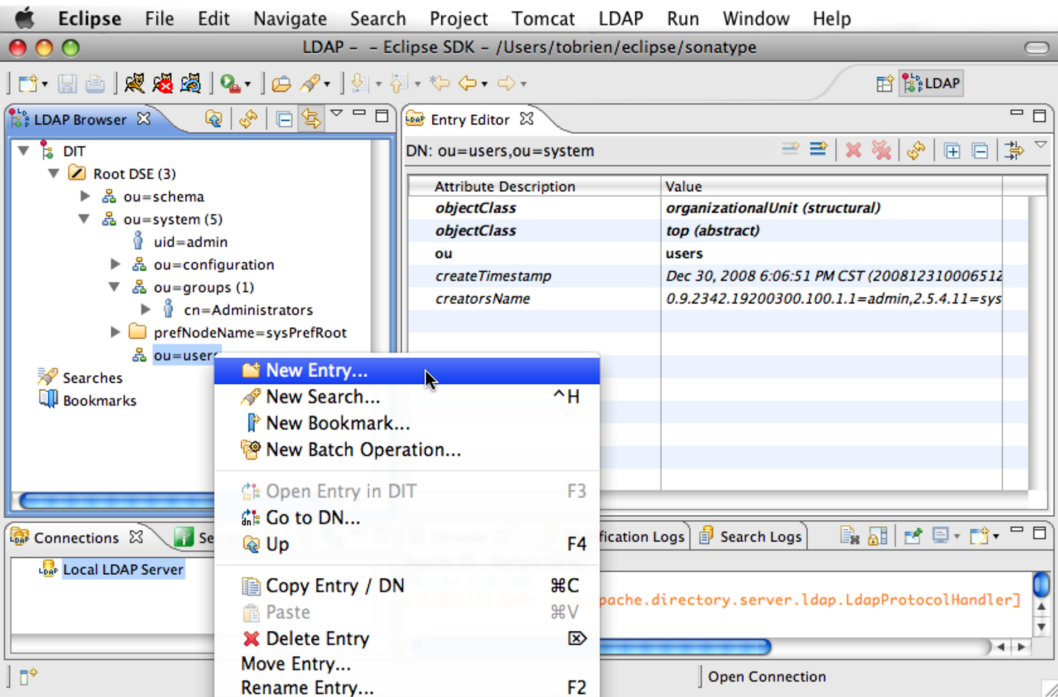 Eclipse File Edit Navigate Search Project Tomcat LDAP Run Window Help
LDAP - - Eclipse SDK - /Users/tobrien/eclipse/sonatype
LDAP
LDAP Browser
DIT
Root DSE (3)
ou=schema
ou=system (5)
uid=admin
ou=configuration
ou=groups (1)
cn=Administrators
prefNodeName=sysPrefRoot
ou=users
Searches
Bookmarks
Entry Editor
DN: ou=users,ou=system
Attribute Description Value
objectClass organizationalUnit (structural)
objectClass top (abstract)
ou users
createTimestamp Dec 30, 2008 6:06:51 PM CST (20081231000651Z
creatorsName 0.9.2342.19200300.100.1.1=admin,2.5.4.11=sys
New Entry...
New Search... ^H
New Bookmark...
New Batch Operation...
Open Entry in DIT F3
Go to DN...
Up F4
Copy Entry / DN ⌘C
Paste ⌘V
Delete Entry ⌦
Move Entry...
Rename Entry... F2
Connections Se
Local LDAP Server
fication Logs Search Logs
pache.directory.server.ldap.LdapProtocolHandler]
Open Connection